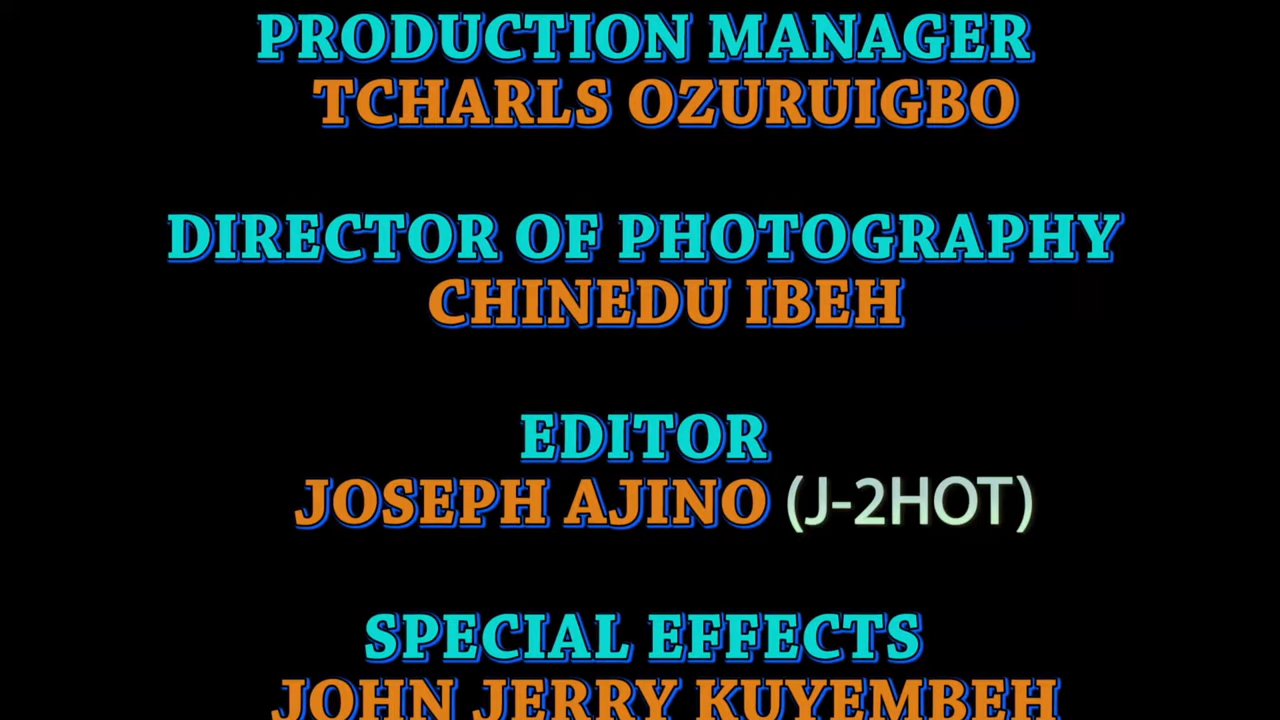 PRODUCTION MANAGER
TCHARLS OZURUIGBO
DIRECTOR OF PHOTOGRAPHY
CHINEDU IBEH
EDITOR
JOSEPH AJINO (J-2HOT)
SPECIAL EFFECTS
JOHN JERRY KUYEMBEH